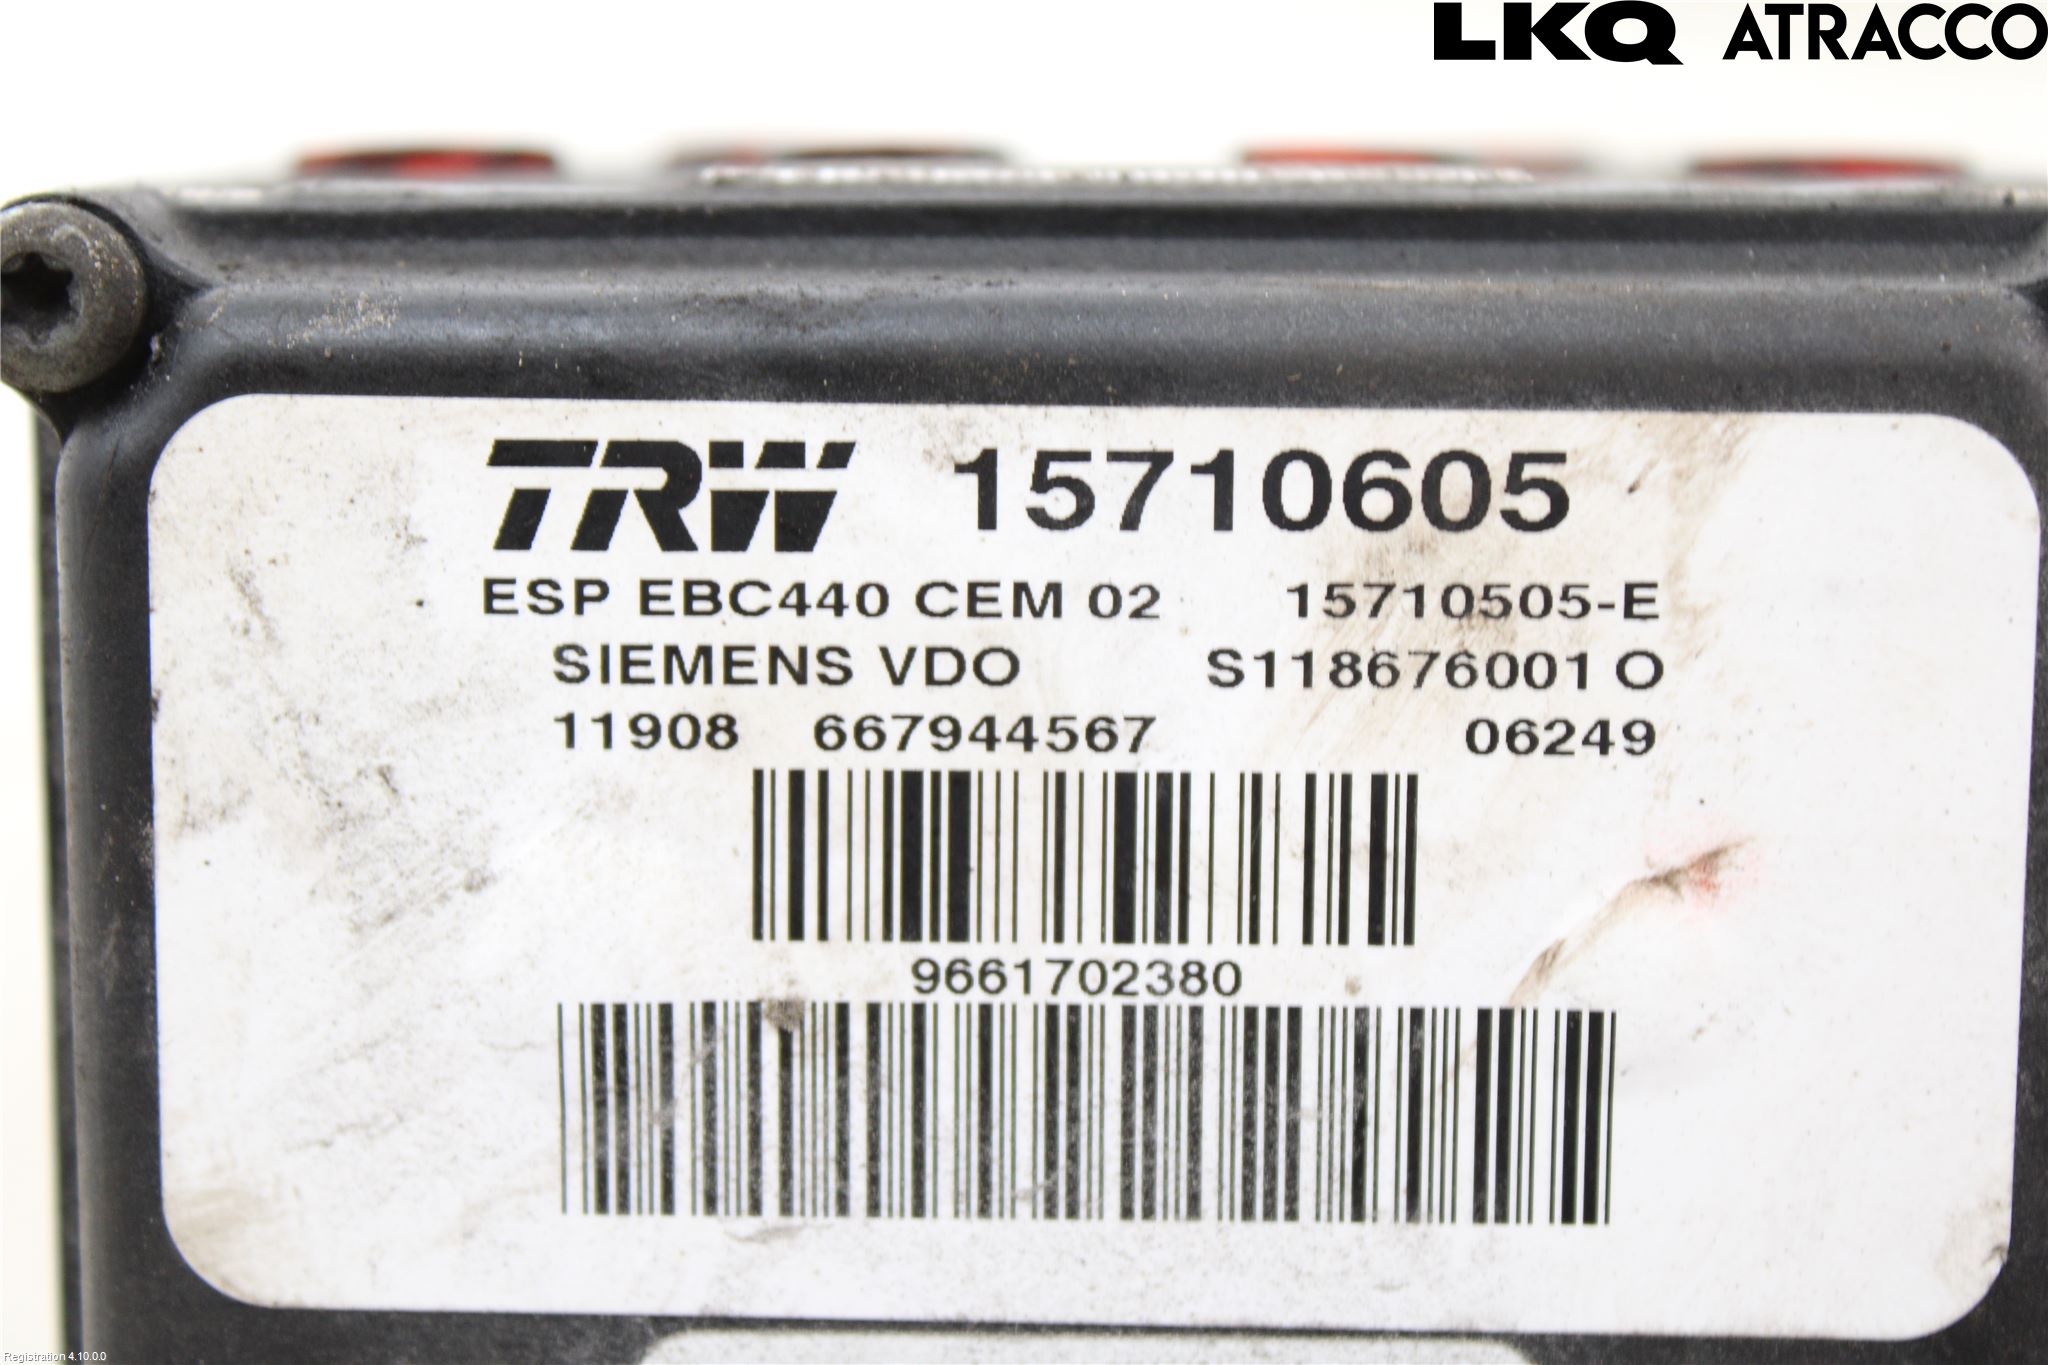 LKQ ATRACCO
TRW 15710605
ESP EBC440 CEM 02 15710505-E
SIEMENS VDO S118676001 O
11908 667944567 06249
9661702380
Registration 4.10.0.0